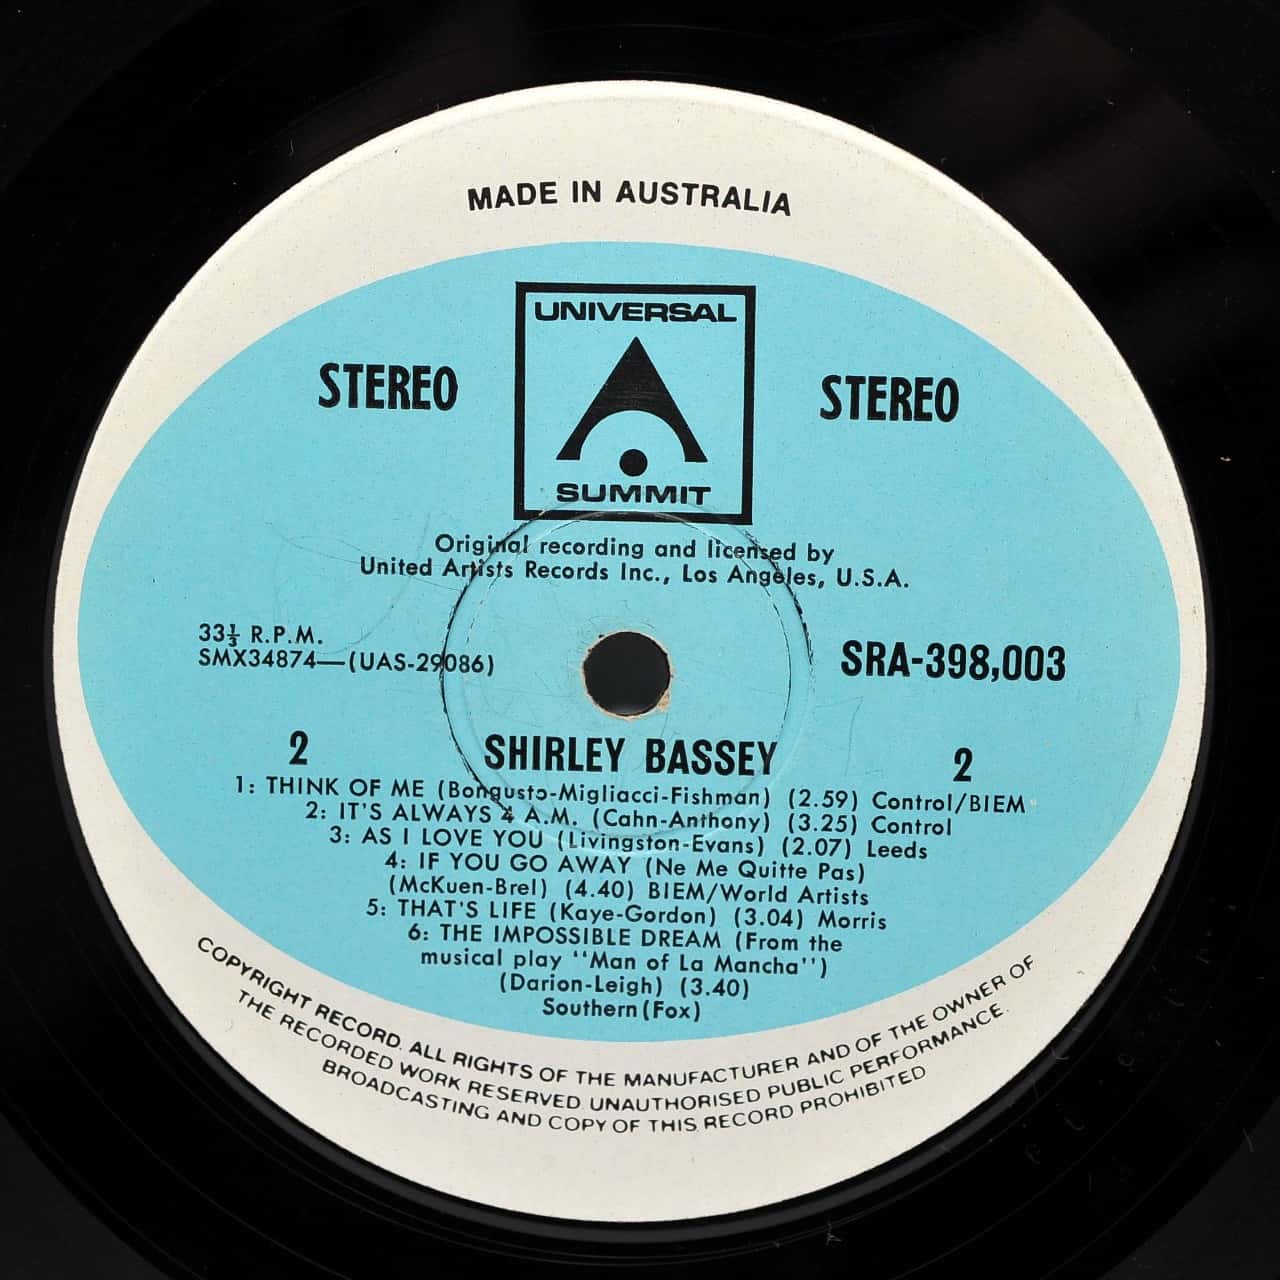 MADE IN AUSTRALIA
UNIVERSAL
SUMMIT
STEREO
STEREO
Original recording and licensed by
United Artists Records Inc., Los Angeles, U.S.A.
33⅓ R.P.M.
SMX34874—(UAS-29086)
SRA-398,003
2 SHIRLEY BASSEY 2
1: THINK OF ME (Bongusto-Migliacci-Fishman) (2.59) Control/BIEM
2: IT'S ALWAYS 4 A.M. (Cahn-Anthony) (3.25) Control
3: AS I LOVE YOU (Livingston-Evans) (2.07) Leeds
4: IF YOU GO AWAY (Ne Me Quitte Pas)
(McKuen-Brel) (4.40) BIEM/World Artists
5: THAT'S LIFE (Kaye-Gordon) (3.04) Morris
6: THE IMPOSSIBLE DREAM (From the
musical play "Man of La Mancha")
(Darion-Leigh) (3.40)
Southern (Fox)
COPYRIGHT RECORD. ALL RIGHTS OF THE MANUFACTURER AND OF THE OWNER OF
THE RECORDED WORK RESERVED. UNAUTHORISED PUBLIC PERFORMANCE.
BROADCASTING AND COPY OF THIS RECORD PROHIBITED